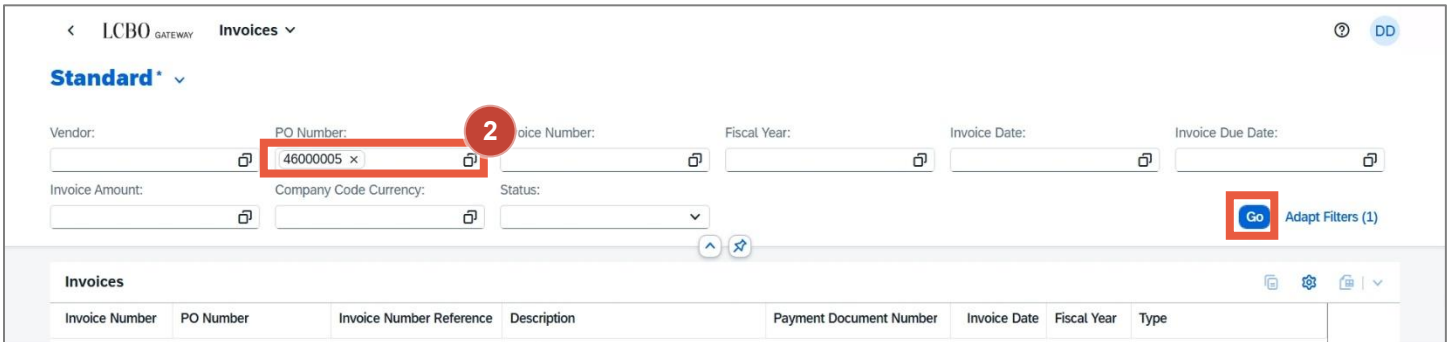 LCBO GATEWAY Invoices DD
Standard*
Vendor: PO Number: 2 oice Number: Fiscal Year: Invoice Date: Invoice Due Date:
46000005 ×
Invoice Amount: Company Code Currency: Status:
Go Adapt Filters (1)
Invoices
Invoice Number PO Number Invoice Number Reference Description Payment Document Number Invoice Date Fiscal Year Type